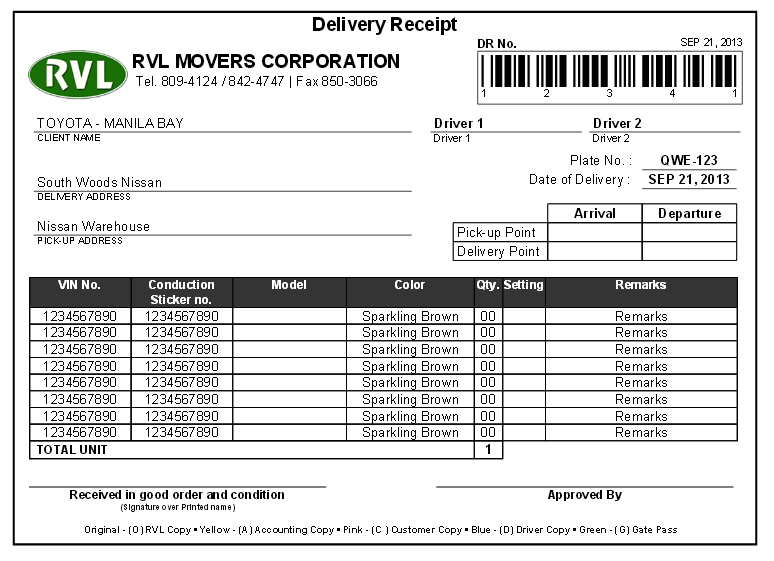 Delivery Receipt
RVL
RVL MOVERS CORPORATION
Tel. 809-4124 / 842-4747 | Fax 850-3066
DR No. SEP 21, 2013
1 2 3 4 1
TOYOTA - MANILA BAY
CLIENT NAME
Driver 1 Driver 2
Driver 1 Driver 2
Plate No. : QWE-123
Date of Delivery : SEP 21, 2013
South Woods Nissan
DELIVERY ADDRESS
Nissan Warehouse
PICK-UP ADDRESS
Arrival Departure
Pick-up Point
Delivery Point
VIN No. Conduction Sticker no. Model Color Qty. Setting Remarks
1234567890 1234567890 Sparkling Brown 00 Remarks
1234567890 1234567890 Sparkling Brown 00 Remarks
1234567890 1234567890 Sparkling Brown 00 Remarks
1234567890 1234567890 Sparkling Brown 00 Remarks
1234567890 1234567890 Sparkling Brown 00 Remarks
1234567890 1234567890 Sparkling Brown 00 Remarks
1234567890 1234567890 Sparkling Brown 00 Remarks
1234567890 1234567890 Sparkling Brown 00 Remarks
TOTAL UNIT 1
Received in good order and condition Approved By
(Signature over Printed name)
Original - (O) RVL Copy • Yellow - (A) Accounting Copy • Pink - (C ) Customer Copy • Blue - (D) Driver Copy • Green - (G) Gate Pass